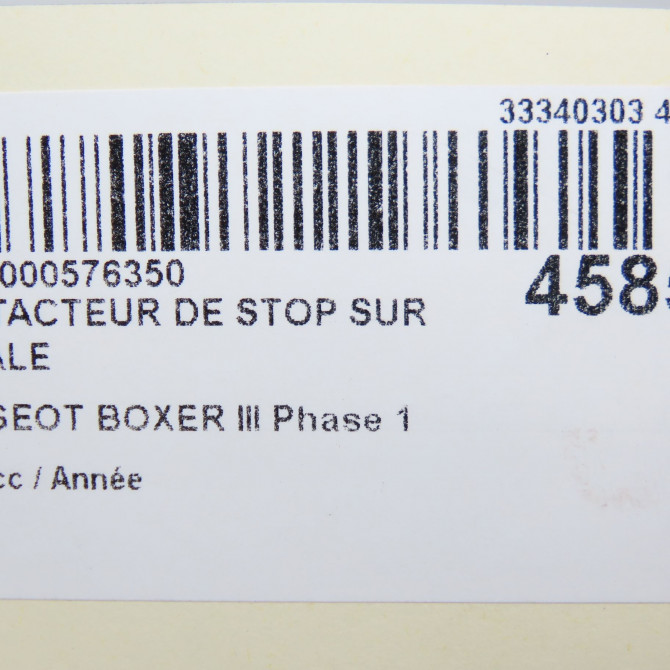 33340303 4
000576350
458
TACTEUR DE STOP SUR
ALE
SEOT BOXER III Phase 1
cc / Année